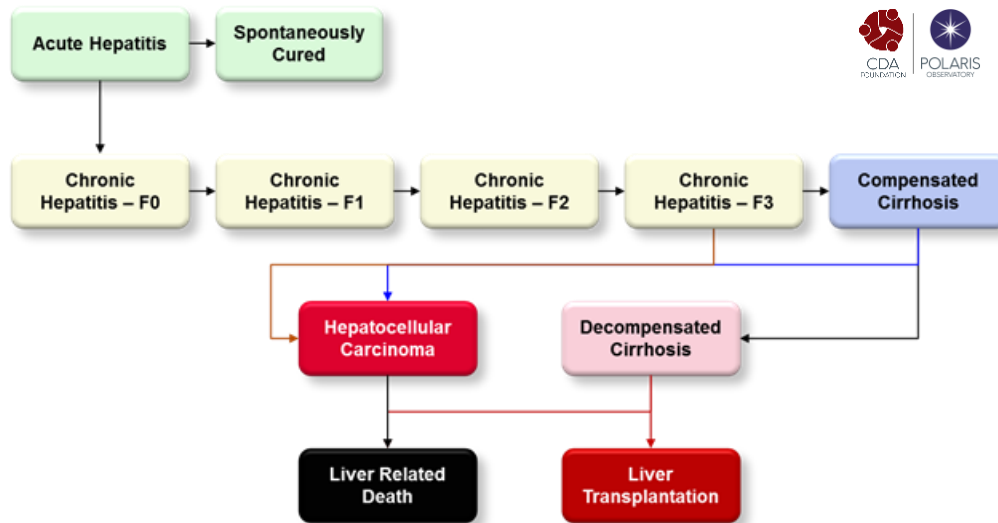 Acute Hepatitis
Spontaneously
Cured
CDA
FOUNDATION
POLARIS
OBSERVATORY
Chronic
Hepatitis – F0
Chronic
Hepatitis – F1
Chronic
Hepatitis – F2
Chronic
Hepatitis – F3
Compensated
Cirrhosis
Hepatocellular
Carcinoma
Decompensated
Cirrhosis
Liver Related
Death
Liver
Transplantation